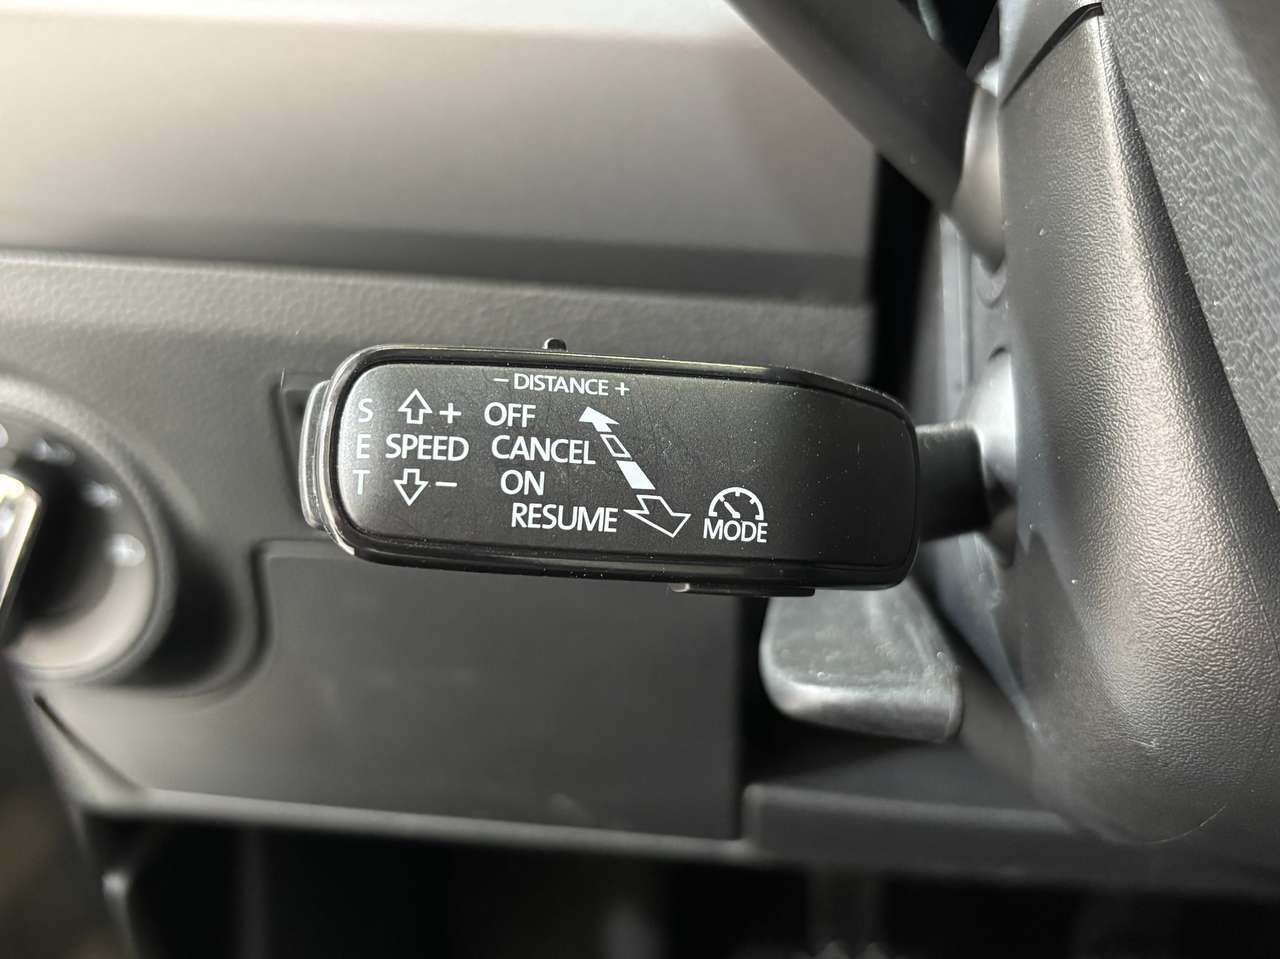 − DISTANCE +
S + OFF
E SPEED CANCEL
T − ON
RESUME
MODE